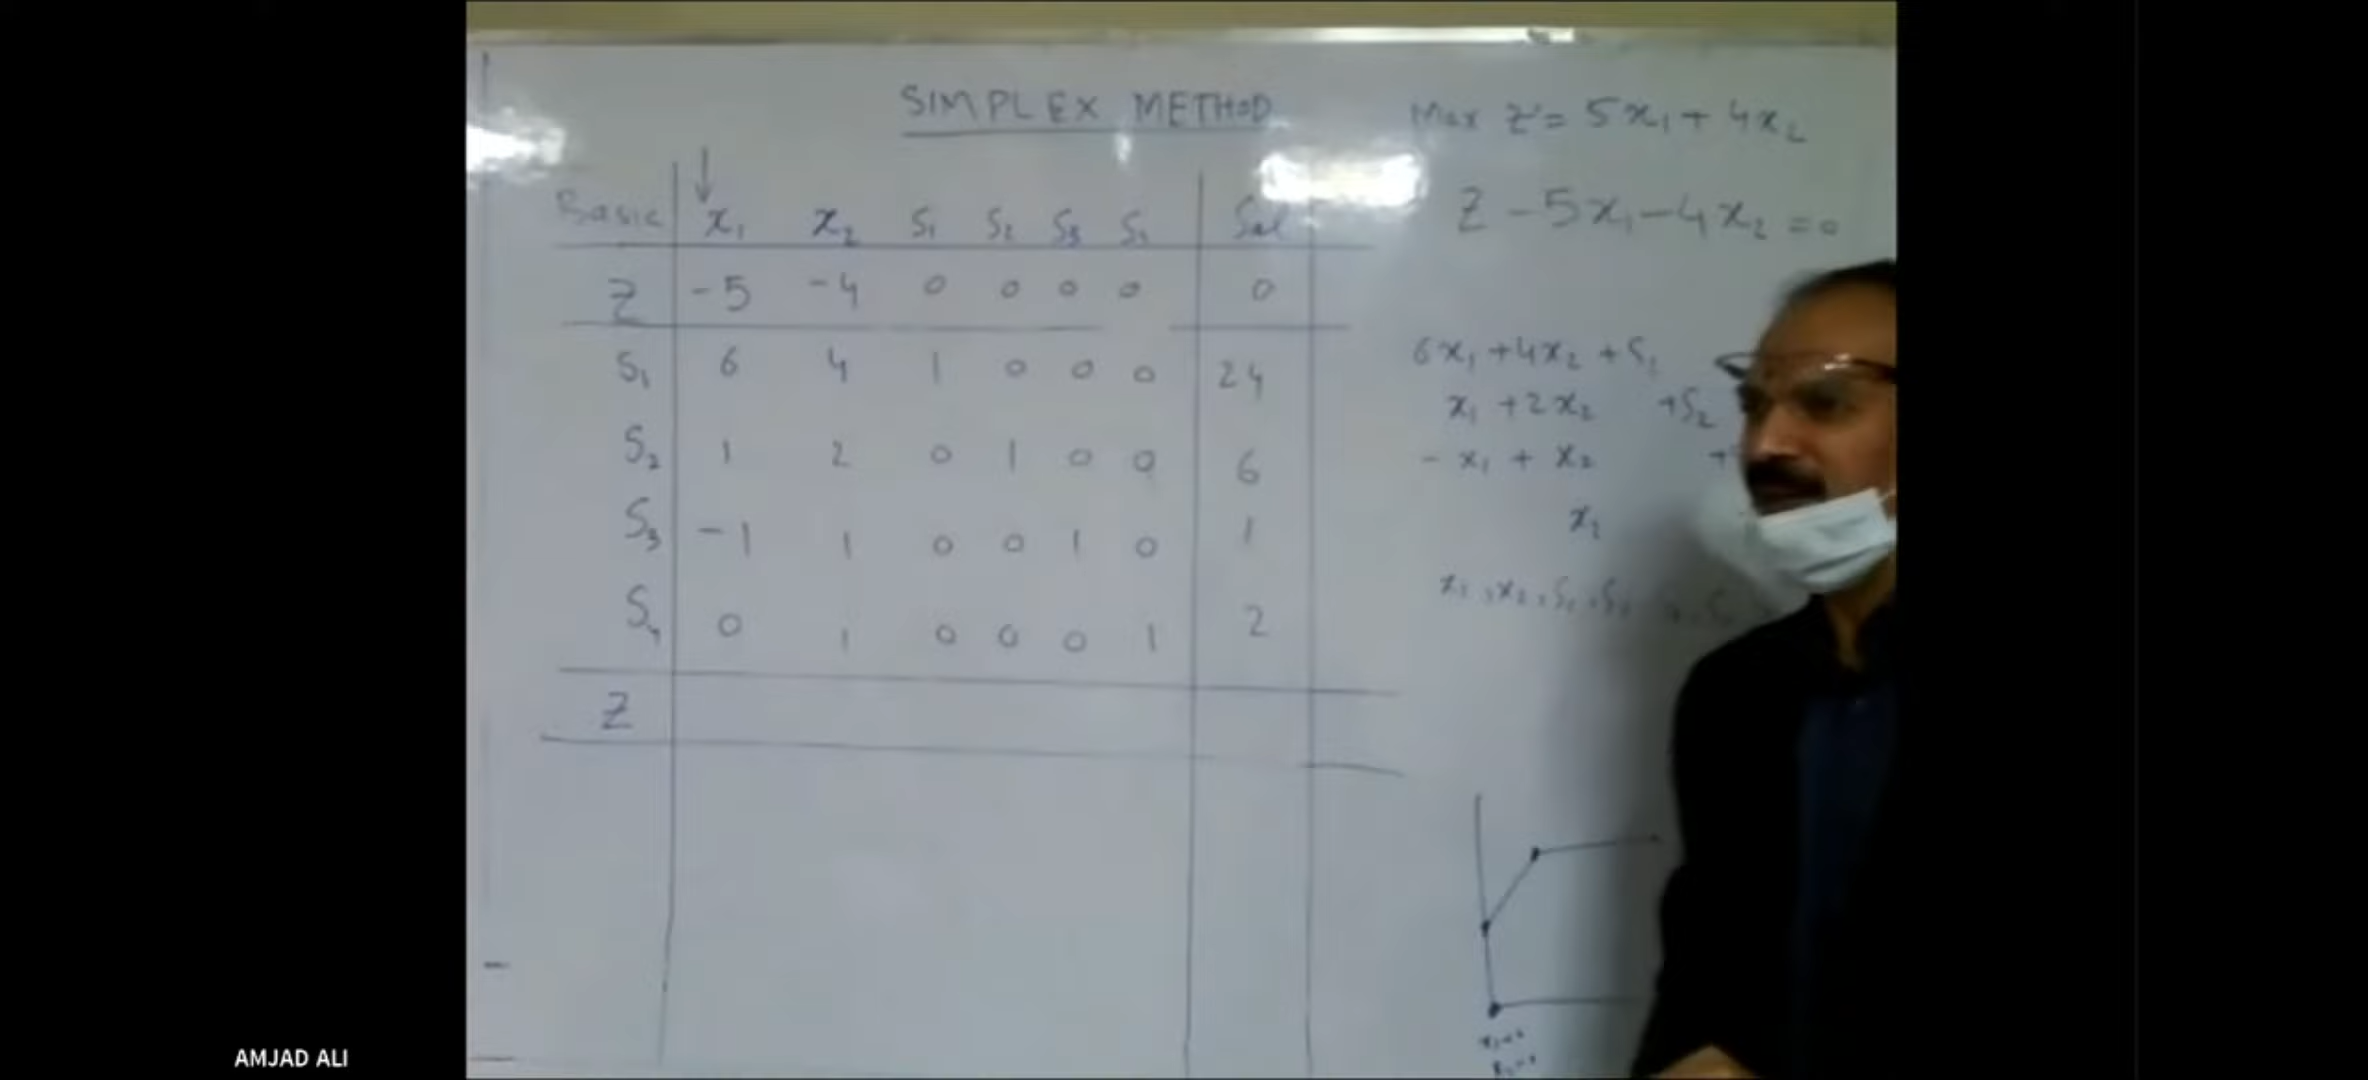 SIMPLEX METHOD
Max Z = 5x₁ + 4x₂
Z - 5x₁ - 4x₂ = 0
Basic x₁ x₂ S₁ S₂ S₃ S₄ Sol
Z -5 -4 0 0 0 0 0
S₁ 6 4 1 0 0 0 24
S₂ 1 2 0 1 0 0 6
S₃ -1 1 0 0 1 0 1
S₄ 0 1 0 0 0 1 2
Z
6x₁ + 4x₂ + S₁
x₁ + 2x₂ + S₂
- x₁ + x₂ +
x₂
AMJAD ALI